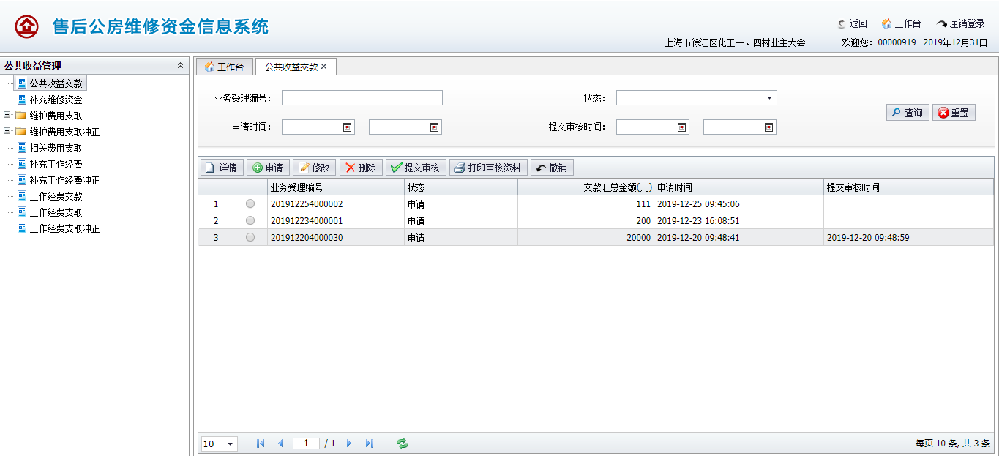 售后公房维修资金信息系统
返回 工作台 注销登录
上海市徐汇区化工一、四村业主大会 欢迎您: 00000919 2019年12月31日
公共收益管理
公共收益交款
补充维修资金
维护费用支取
维护费用支取冲正
相关费用支取
补充工作经费
补充工作经费冲正
工作经费交款
工作经费支取
工作经费支取冲正
工作台 公共收益交款
业务受理编号: 状态:
申请时间: -- 提交审核时间: --
查询 重置
详情 申请 修改 删除 提交审核 打印审核资料 撤销
业务受理编号 状态 交款汇总金额(元) 申请时间 提交审核时间
1 201912254000002 申请 111 2019-12-25 09:45:06
2 201912234000001 申请 200 2019-12-23 16:08:51
3 201912204000030 申请 20000 2019-12-20 09:48:41 2019-12-20 09:48:59
10 1 / 1 每页 10 条, 共 3 条